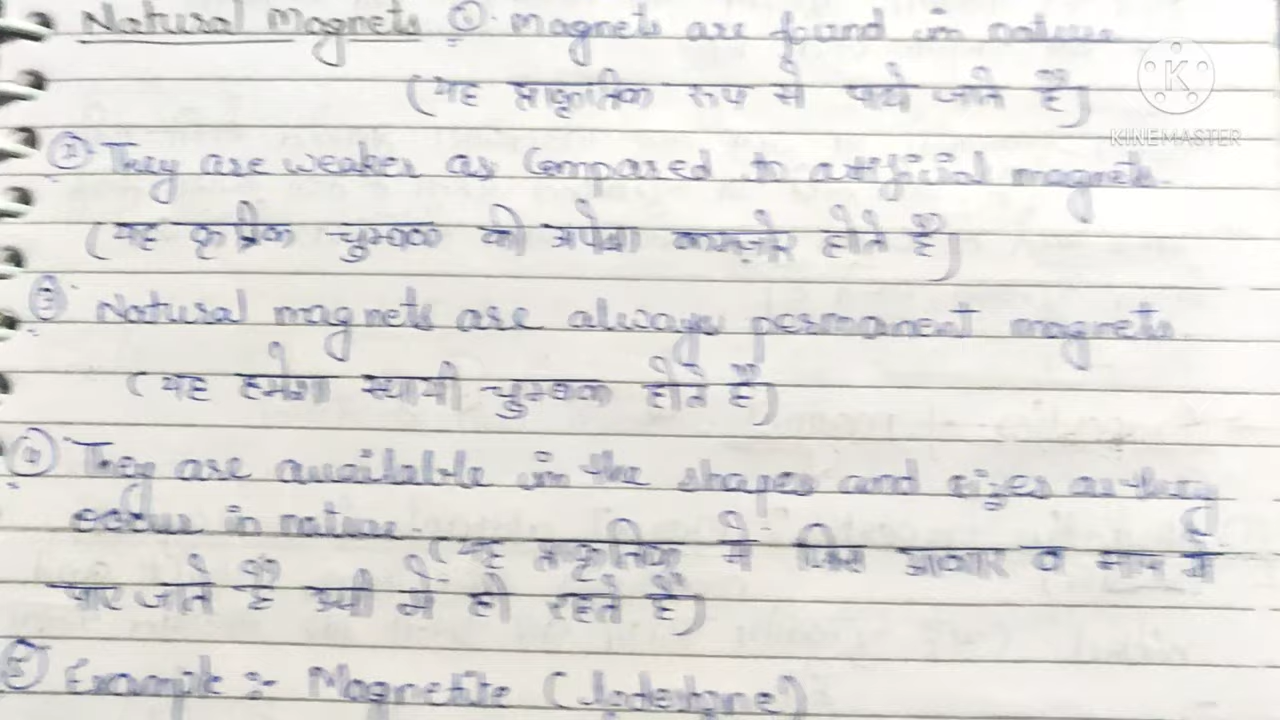 Natural Magnets ①. Magnets are found in nature
(यह प्राकृतिक रूप से पाये जाते हैं)
KINEMASTER
② They are weaker as Compared to artificial magnets.
(यह कृत्रिम चुम्बक की अपेक्षा कमज़ोर होते हैं)
③ Natural magnets are always permanent magnets.
(यह हमेशा स्थायी चुम्बक होते हैं)
④ They are available in the shapes and sizes as they
occur in nature. (यह प्राकृतिक में जिस आकार व माप में
पाए जाते हैं उसी में ही रहते हैं)
⑤ Example :- Magnetite (Lodestone)